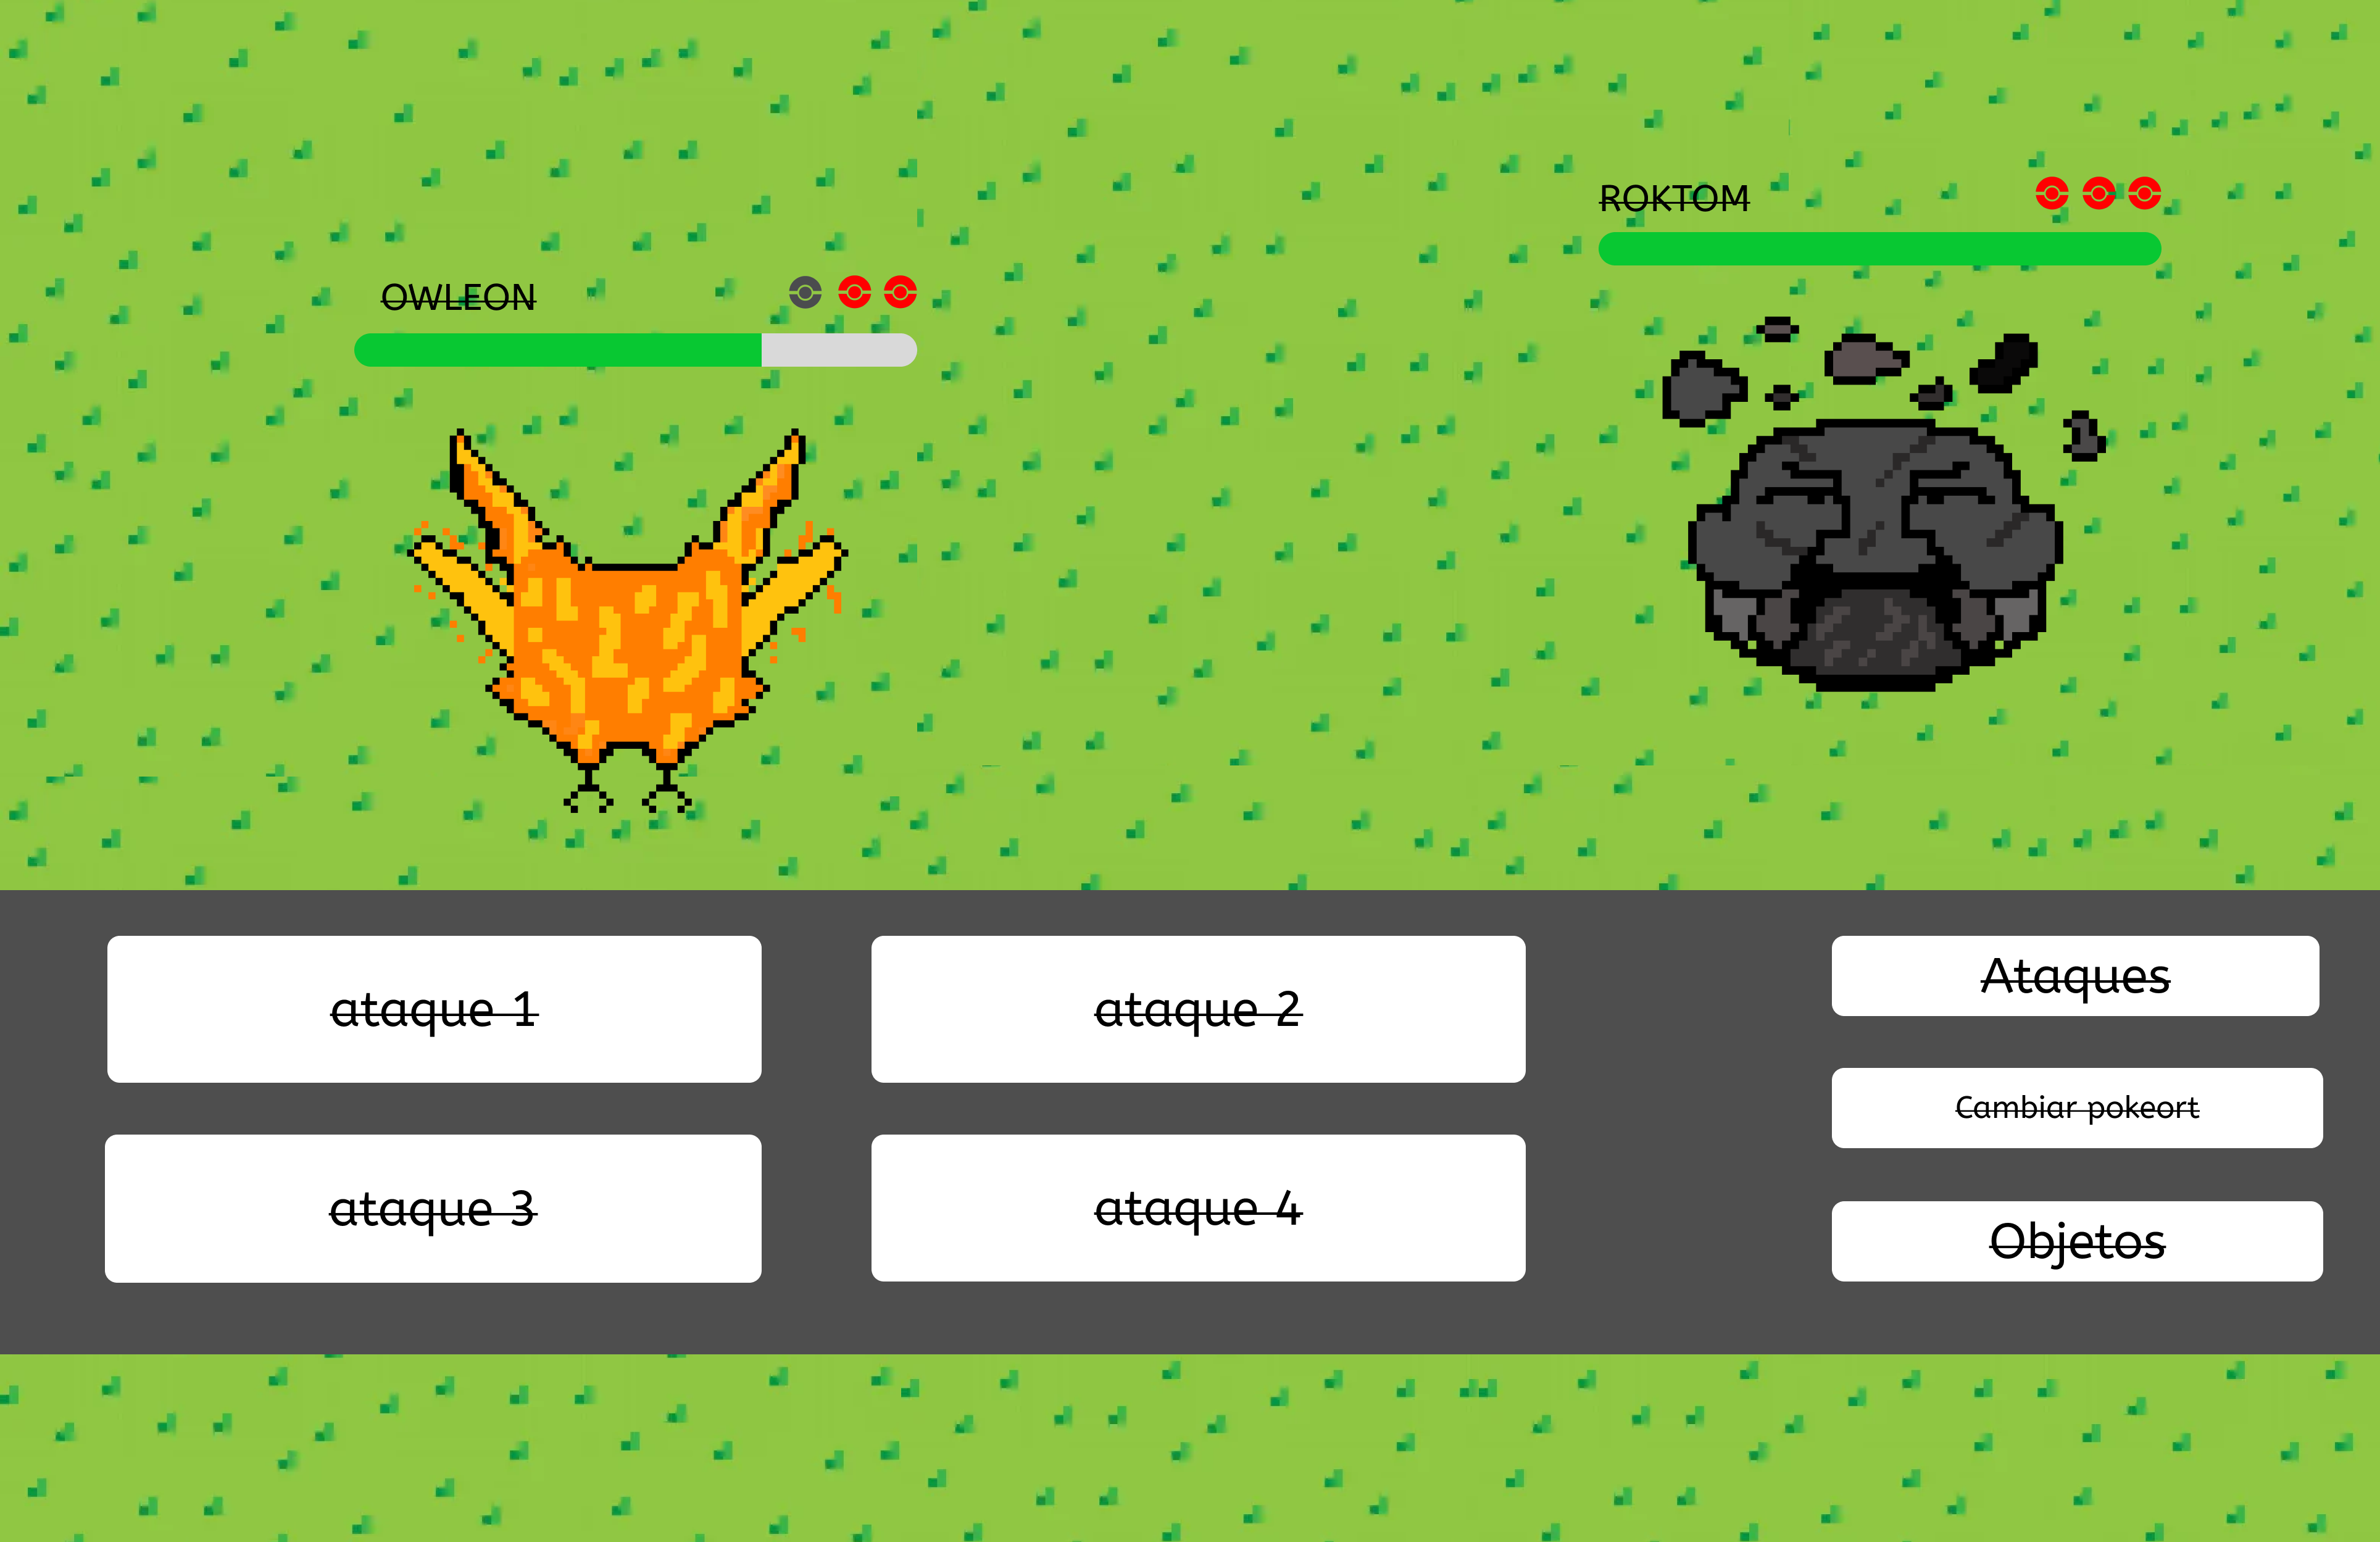 ROKTOM
OWLEON
ataque 1
ataque 2
Ataques
Cambiar pokeort
ataque 3
ataque 4
Objetos